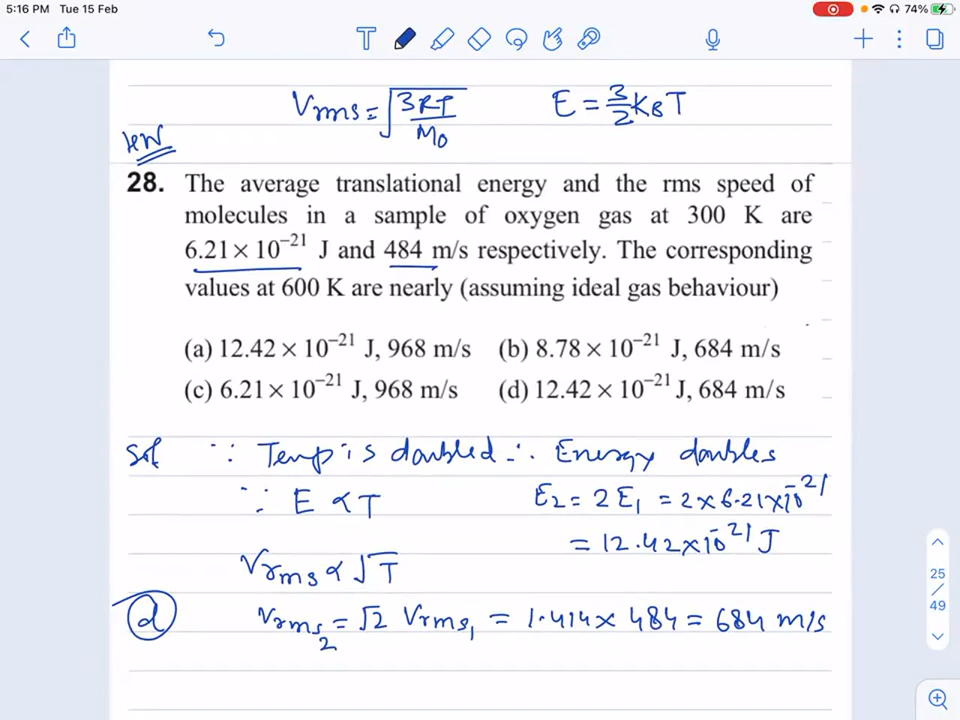 5:16 PM Tue 15 Feb 74%
Vrms = √3RT/M0 E = 3/2 KB T
HW
28. The average translational energy and the rms speed of
molecules in a sample of oxygen gas at 300 K are
6.21 × 10⁻²¹ J and 484 m/s respectively. The corresponding
values at 600 K are nearly (assuming ideal gas behaviour)
(a) 12.42 × 10⁻²¹ J, 968 m/s (b) 8.78 × 10⁻²¹ J, 684 m/s
(c) 6.21 × 10⁻²¹ J, 968 m/s (d) 12.42 × 10⁻²¹ J, 684 m/s
Sol ∵ Temp is doubled ∴ Energy doubles
∵ E ∝ T E2 = 2E1 = 2 × 6.21 × 10⁻²¹
= 12.42 × 10⁻²¹ J
Vrms ∝ √T
d Vrms2 = √2 Vrms1 = 1.414 × 484 = 684 m/s
25
/
49